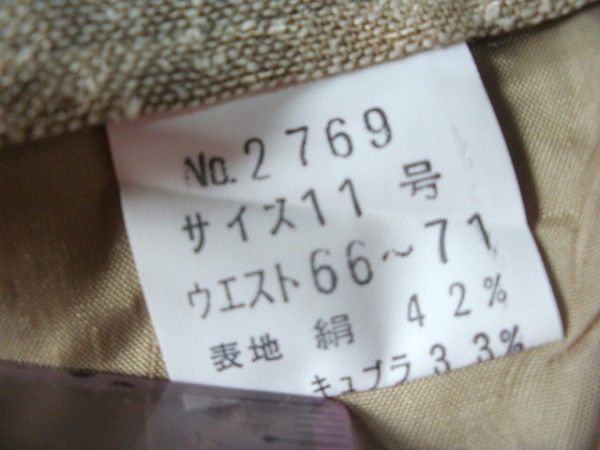 No.2769
サイズ11号
ウエスト66~71
表地 絹 42%
キュプラ33%